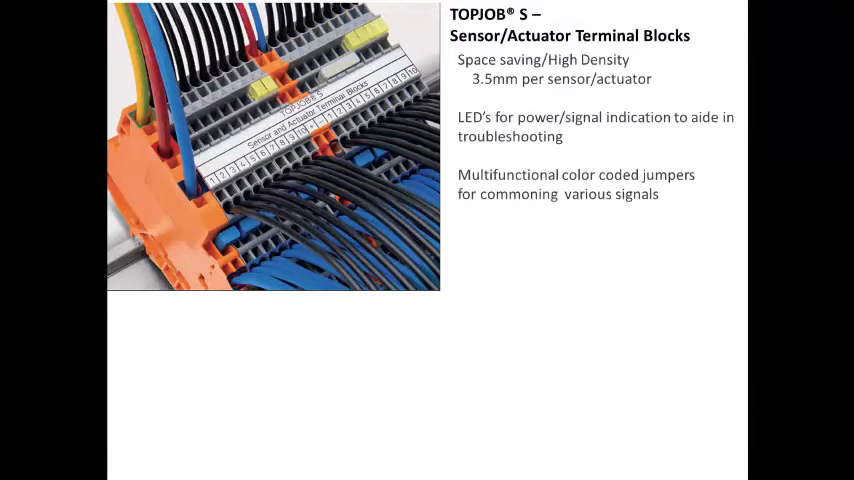 TOPJOB® S –
Sensor/Actuator Terminal Blocks
Space saving/High Density
3.5mm per sensor/actuator
LED's for power/signal indication to aide in
troubleshooting
Multifunctional color coded jumpers
for commoning various signals
TOPJOB® S
Sensor and Actuator Terminal Blocks
1 2 3 4 5 6 7 8 9 10 + – 1 2 3 4 5 6 7 8 9 10